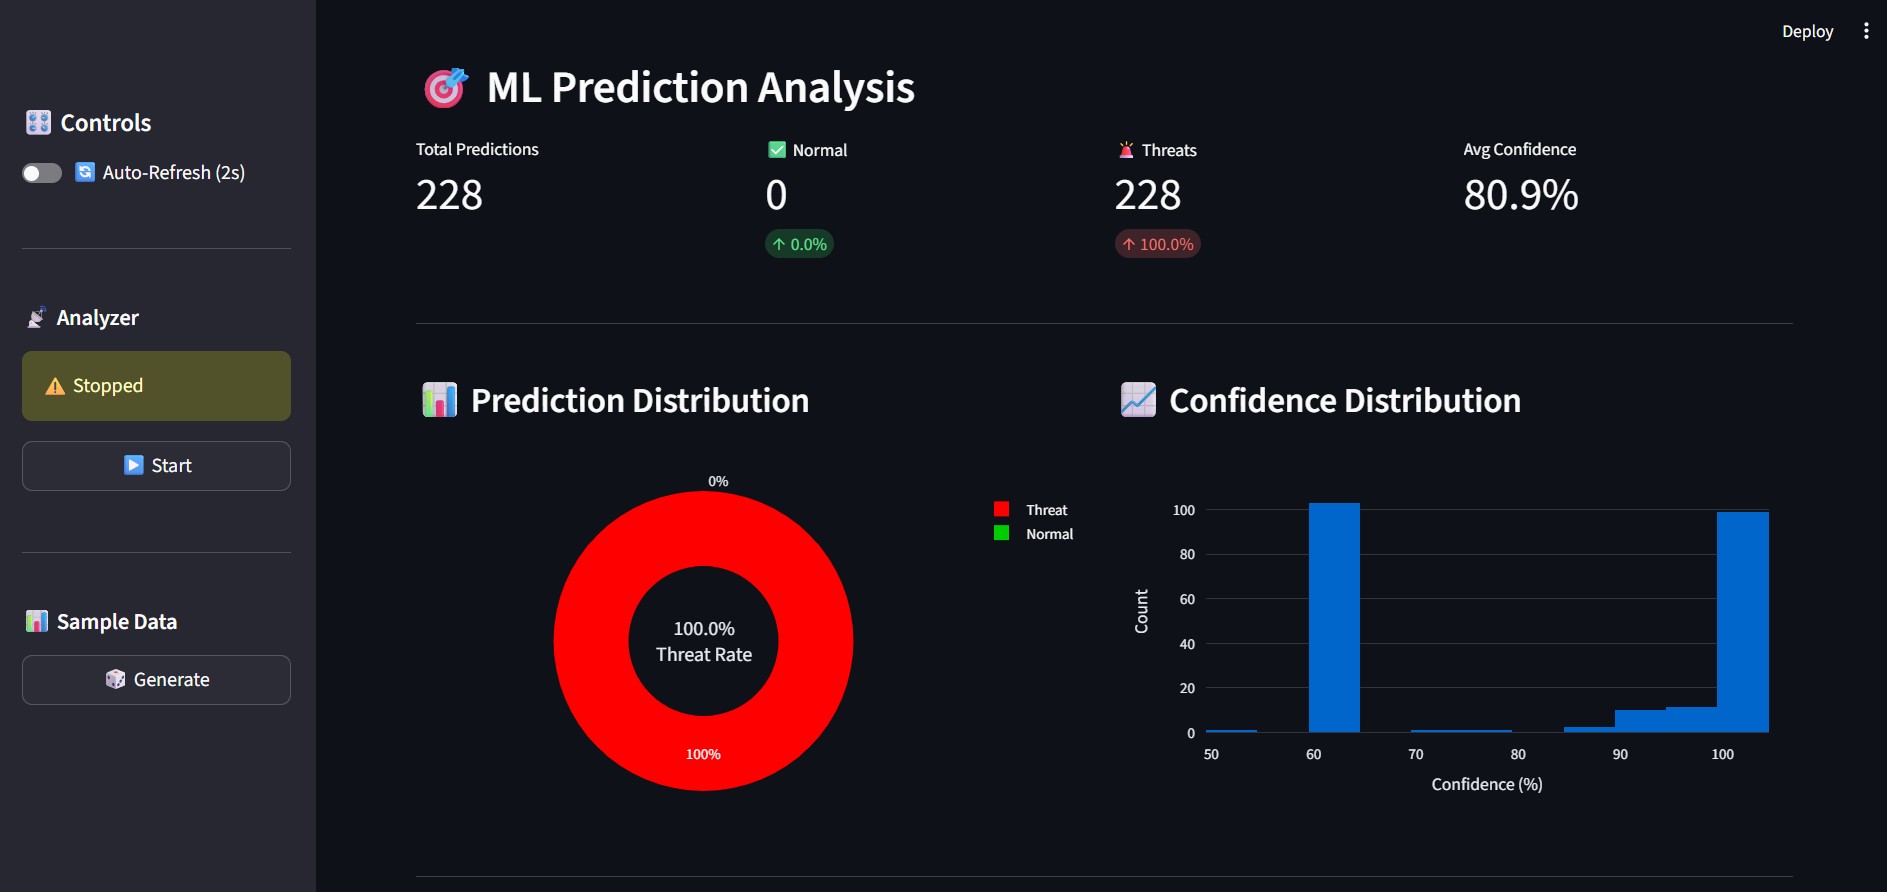 Deploy
Controls
Auto-Refresh (2s)
Analyzer
Stopped
Start
Sample Data
Generate
ML Prediction Analysis
Total Predictions
228
Normal
0
↑ 0.0%
Threats
228
↑ 100.0%
Avg Confidence
80.9%
Prediction Distribution
0%
100.0%
Threat Rate
100%
Threat
Normal
Confidence Distribution
100
80
60
40
20
0
Count
50 60 70 80 90 100
Confidence (%)